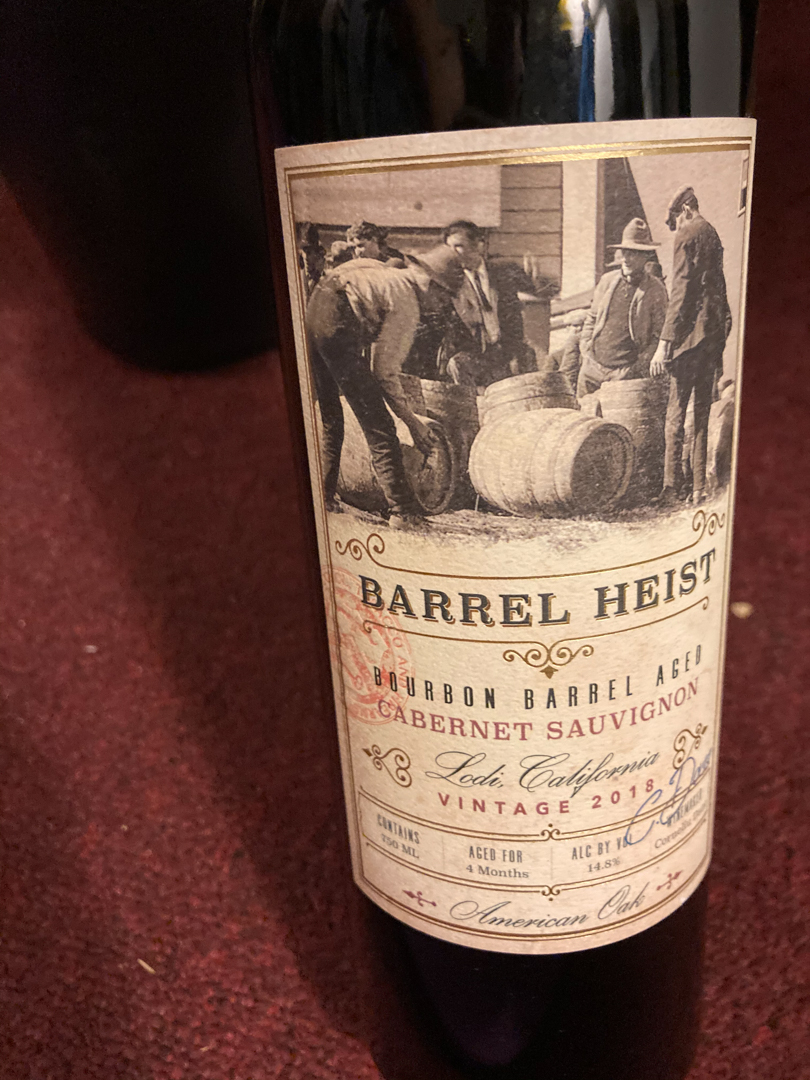 BARREL HEIST
BOURBON BARREL AGED
CABERNET SAUVIGNON
Lodi, California
VINTAGE 2018
CONTAINS
750 ML
AGED FOR
4 Months
ALC BY
14.8%
WINEMAKER
American Oak